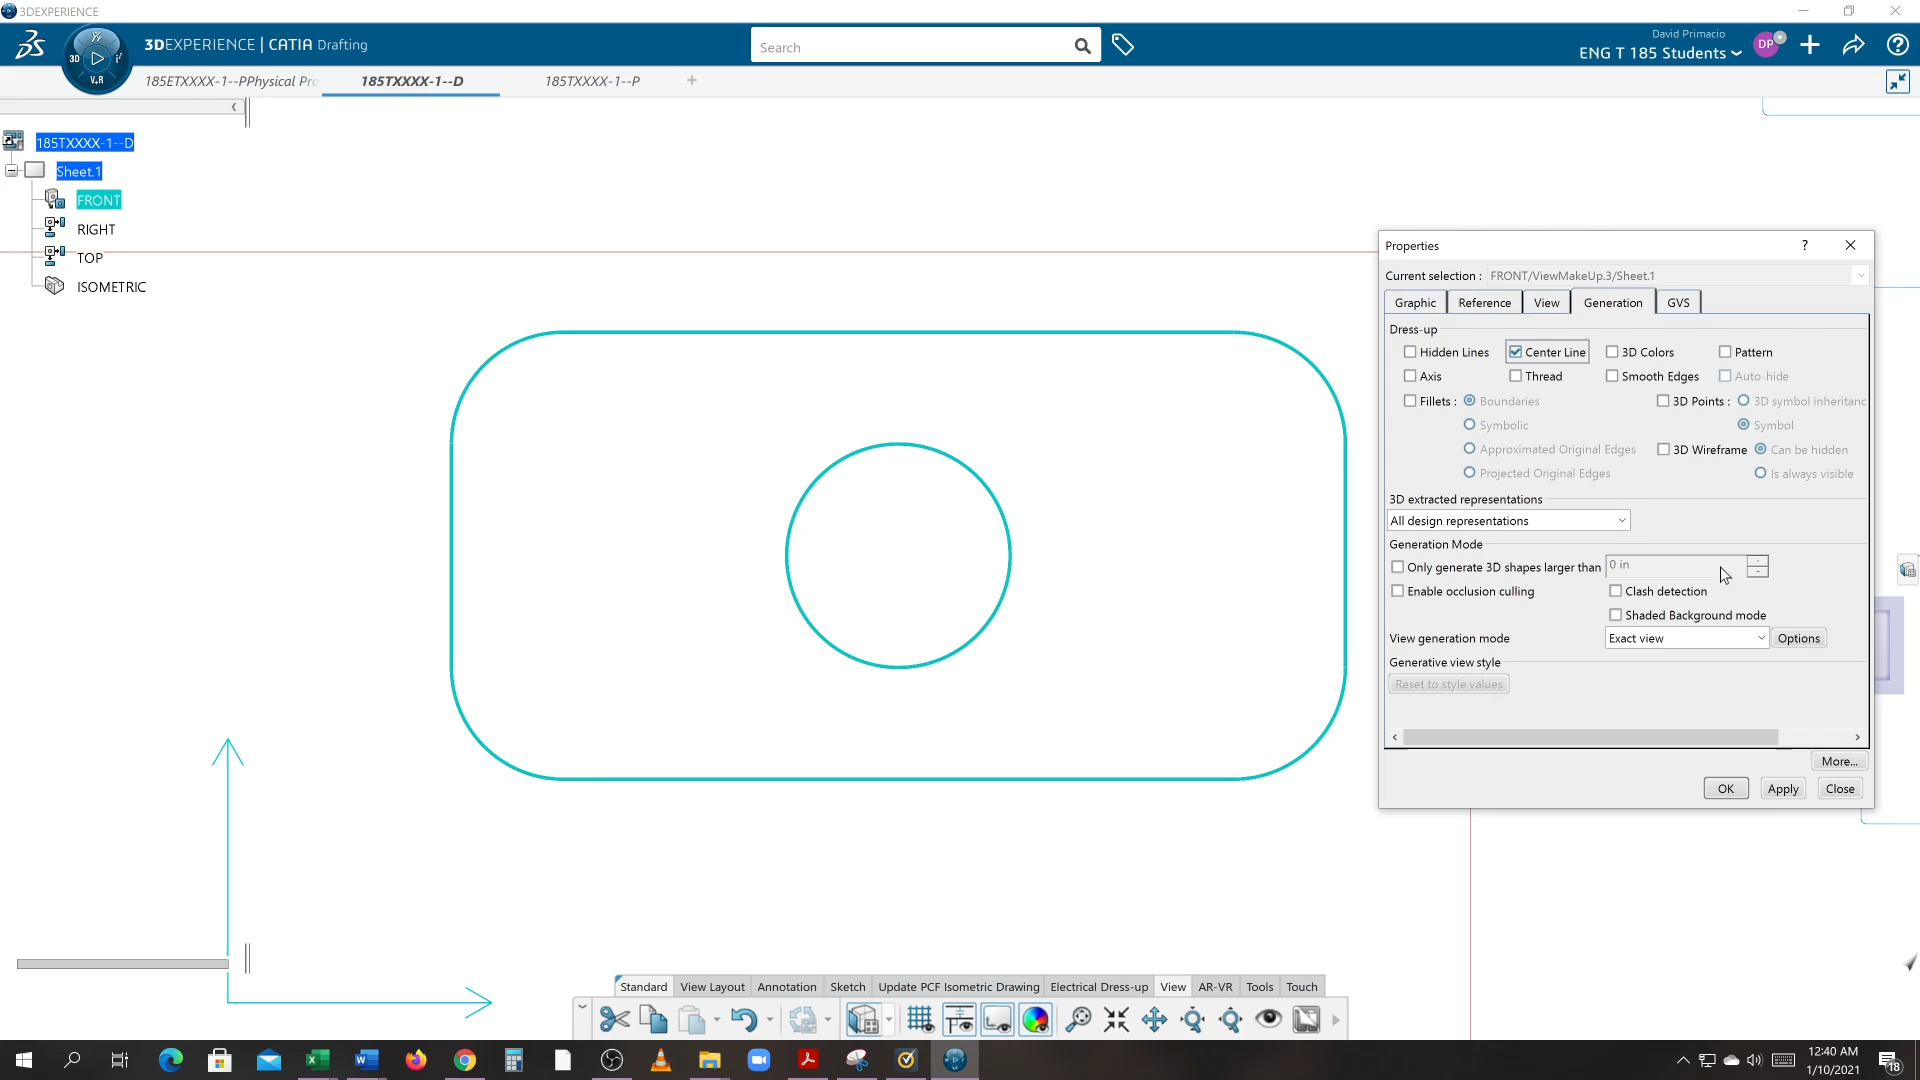 3DEXPERIENCE
3DEXPERIENCE | CATIA Drafting
3D
V.R
Search
David Primacio
ENG T 185 Students
DP
185ETXXXX-1--PPhysical Pro
185TXXXX-1--D
185TXXXX-1--P
185TXXXX-1--D
Sheet.1
FRONT
RIGHT
TOP
ISOMETRIC
Properties
?
Current selection :
FRONT/ViewMakeUp.3/Sheet.1
Graphic
Reference
View
Generation
GVS
Dress-up
Hidden Lines
Center Line
3D Colors
Pattern
Axis
Thread
Smooth Edges
Auto-hide
Fillets :
Boundaries
3D Points :
3D symbol inheritanc
Symbolic
Symbol
Approximated Original Edges
3D Wireframe
Can be hidden
Projected Original Edges
Is always visible
3D extracted representations
All design representations
Generation Mode
Only generate 3D shapes larger than
0 in
Enable occlusion culling
Clash detection
Shaded Background mode
View generation mode
Exact view
Options
Generative view style
Reset to style values
More...
OK
Apply
Close
Standard
View Layout
Annotation
Sketch
Update PCF Isometric Drawing
Electrical Dress-up
View
AR-VR
Tools
Touch
12:40 AM
1/10/2021
18